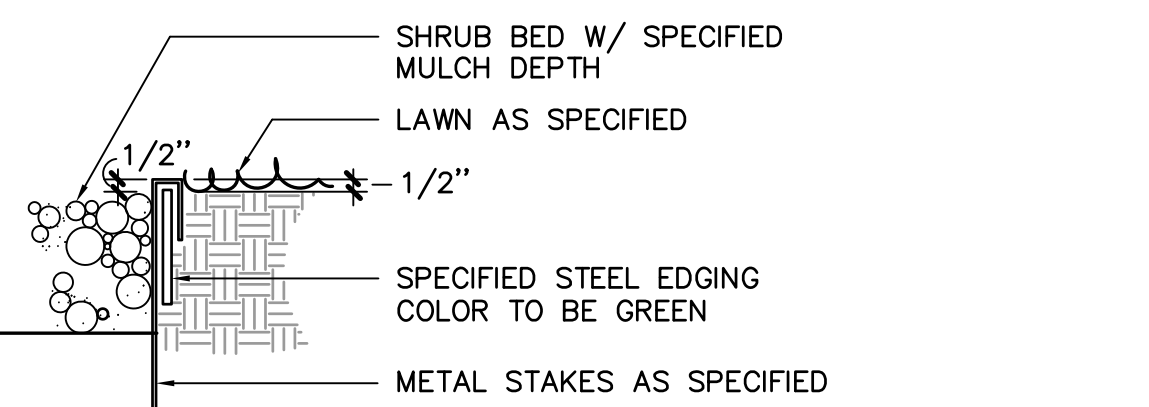 SHRUB BED W/ SPECIFIED
MULCH DEPTH
LAWN AS SPECIFIED
1/2”
1/2”
SPECIFIED STEEL EDGING
COLOR TO BE GREEN
METAL STAKES AS SPECIFIED